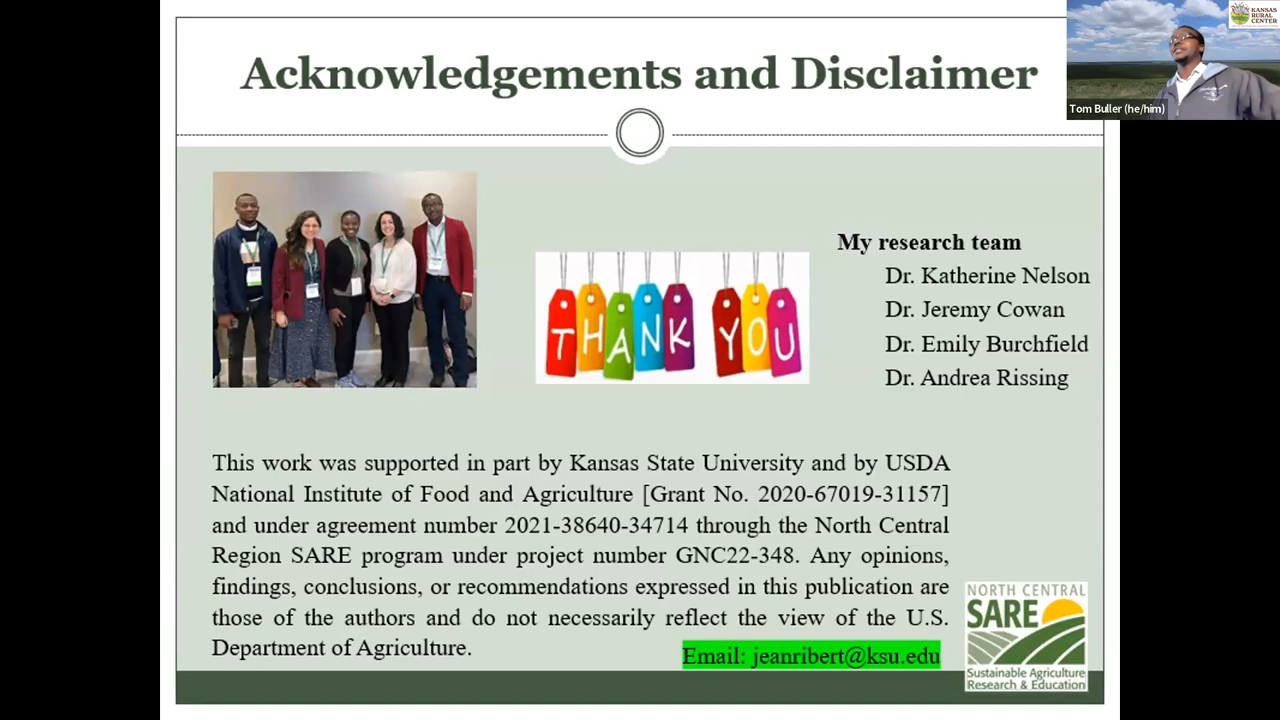 Acknowledgements and Disclaimer
KANSAS
RURAL
CENTER
Tom Buller (he/him)
THANK YOU
My research team
Dr. Katherine Nelson
Dr. Jeremy Cowan
Dr. Emily Burchfield
Dr. Andrea Rissing
This work was supported in part by Kansas State University and by USDA
National Institute of Food and Agriculture [Grant No. 2020-67019-31157]
and under agreement number 2021-38640-34714 through the North Central
Region SARE program under project number GNC22-348. Any opinions,
findings, conclusions, or recommendations expressed in this publication are
those of the authors and do not necessarily reflect the view of the U.S.
Department of Agriculture.
Email: jeanribert@ksu.edu
NORTH CENTRAL
SARE
Sustainable Agriculture
Research & Education